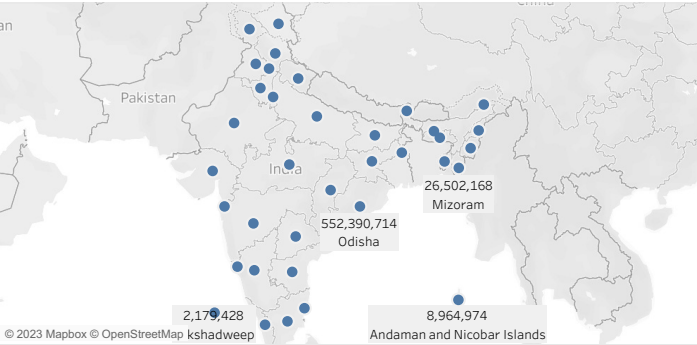 China
an
Pakistan
India
26,502,168
Mizoram
552,390,714
Odisha
2,179,428
kshadweep
8,964,974
Andaman and Nicobar Islands
© 2023 Mapbox © OpenStreetMap